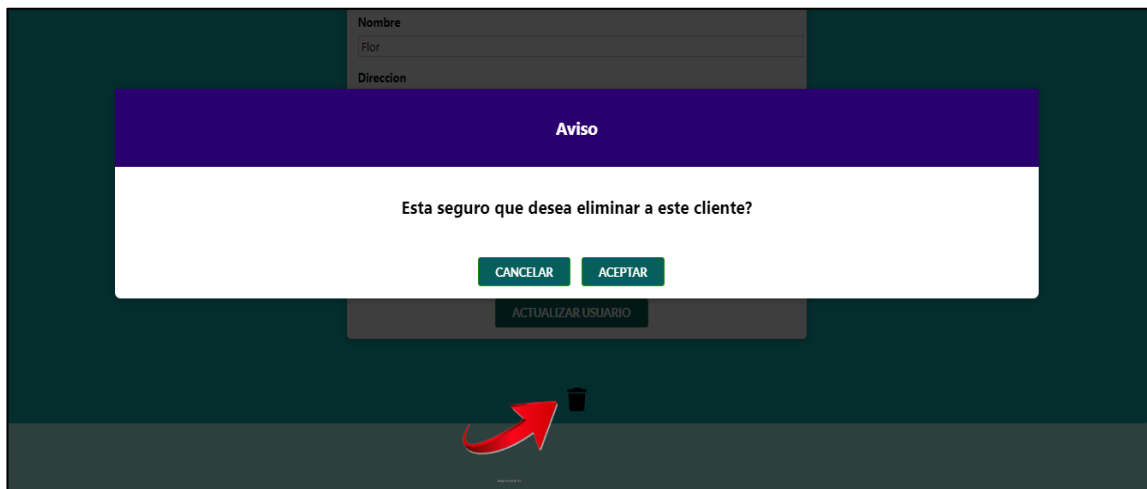 Nombre
Flor
Direccion
Aviso
Esta seguro que desea eliminar a este cliente?
CANCELAR ACEPTAR
ACTUALIZAR USUARIO